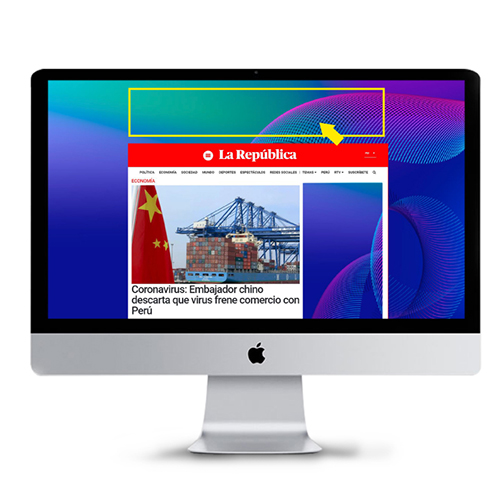 La República
POLÍTICA ECONOMÍA SOCIEDAD MUNDO DEPORTES ESPECTÁCULOS REDES SOCIALES TEMAS PERÚ RTV SUSCRÍBETE
ECONOMÍA
Coronavirus: Embajador chino
descarta que virus frene comercio con
Perú